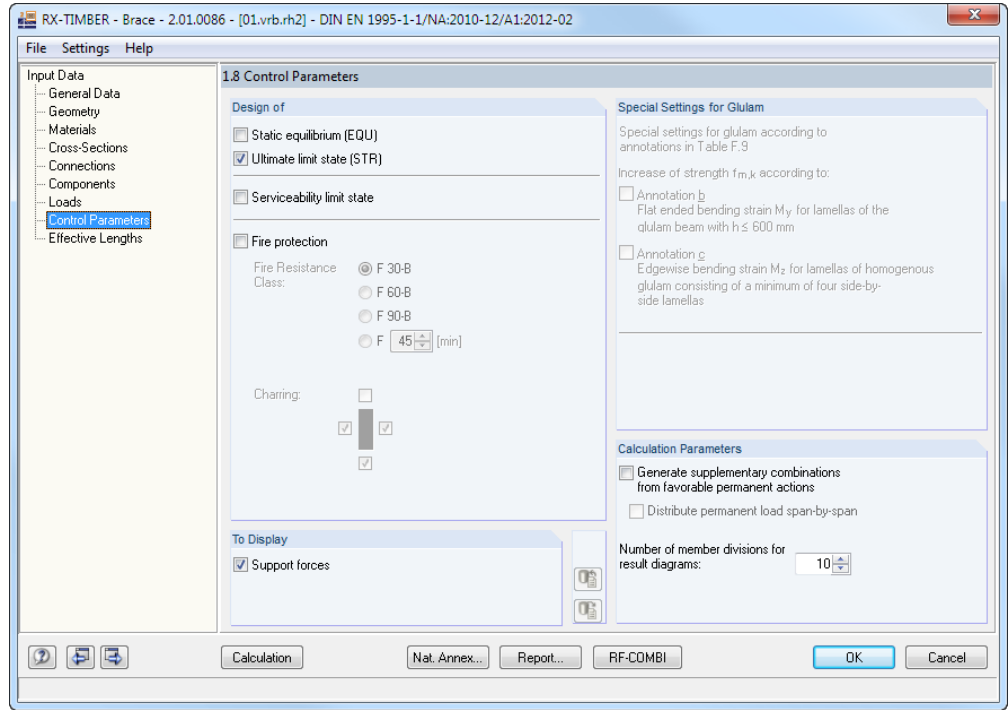 RX-TIMBER - Brace - 2.01.0086 - [01.vrb.rh2] - DIN EN 1995-1-1/NA:2010-12/A1:2012-02
File Settings Help
Input Data
General Data
Geometry
Materials
Cross-Sections
Connections
Components
Loads
Control Parameters
Effective Lengths
1.8 Control Parameters
Design of
Static equilibrium (EQU)
Ultimate limit state (STR)
Serviceability limit state
Fire protection
Fire Resistance
Class:
F 30-B
F 60-B
F 90-B
F 45 [min]
Charring:
To Display
Support forces
Special Settings for Glulam
Special settings for glulam according to
annotations in Table F.9
Increase of strength fm,k according to:
Annotation b
Flat ended bending strain My for lamellas of the
glulam beam with h ≤ 600 mm
Annotation c
Edgewise bending strain Mz for lamellas of homogenous
glulam consisting of a minimum of four side-by-
side lamellas
Calculation Parameters
Generate supplementary combinations
from favorable permanent actions
Distribute permanent load span-by-span
Number of member divisions for
result diagrams: 10
Calculation Nat. Annex... Report... RF-COMBI OK Cancel